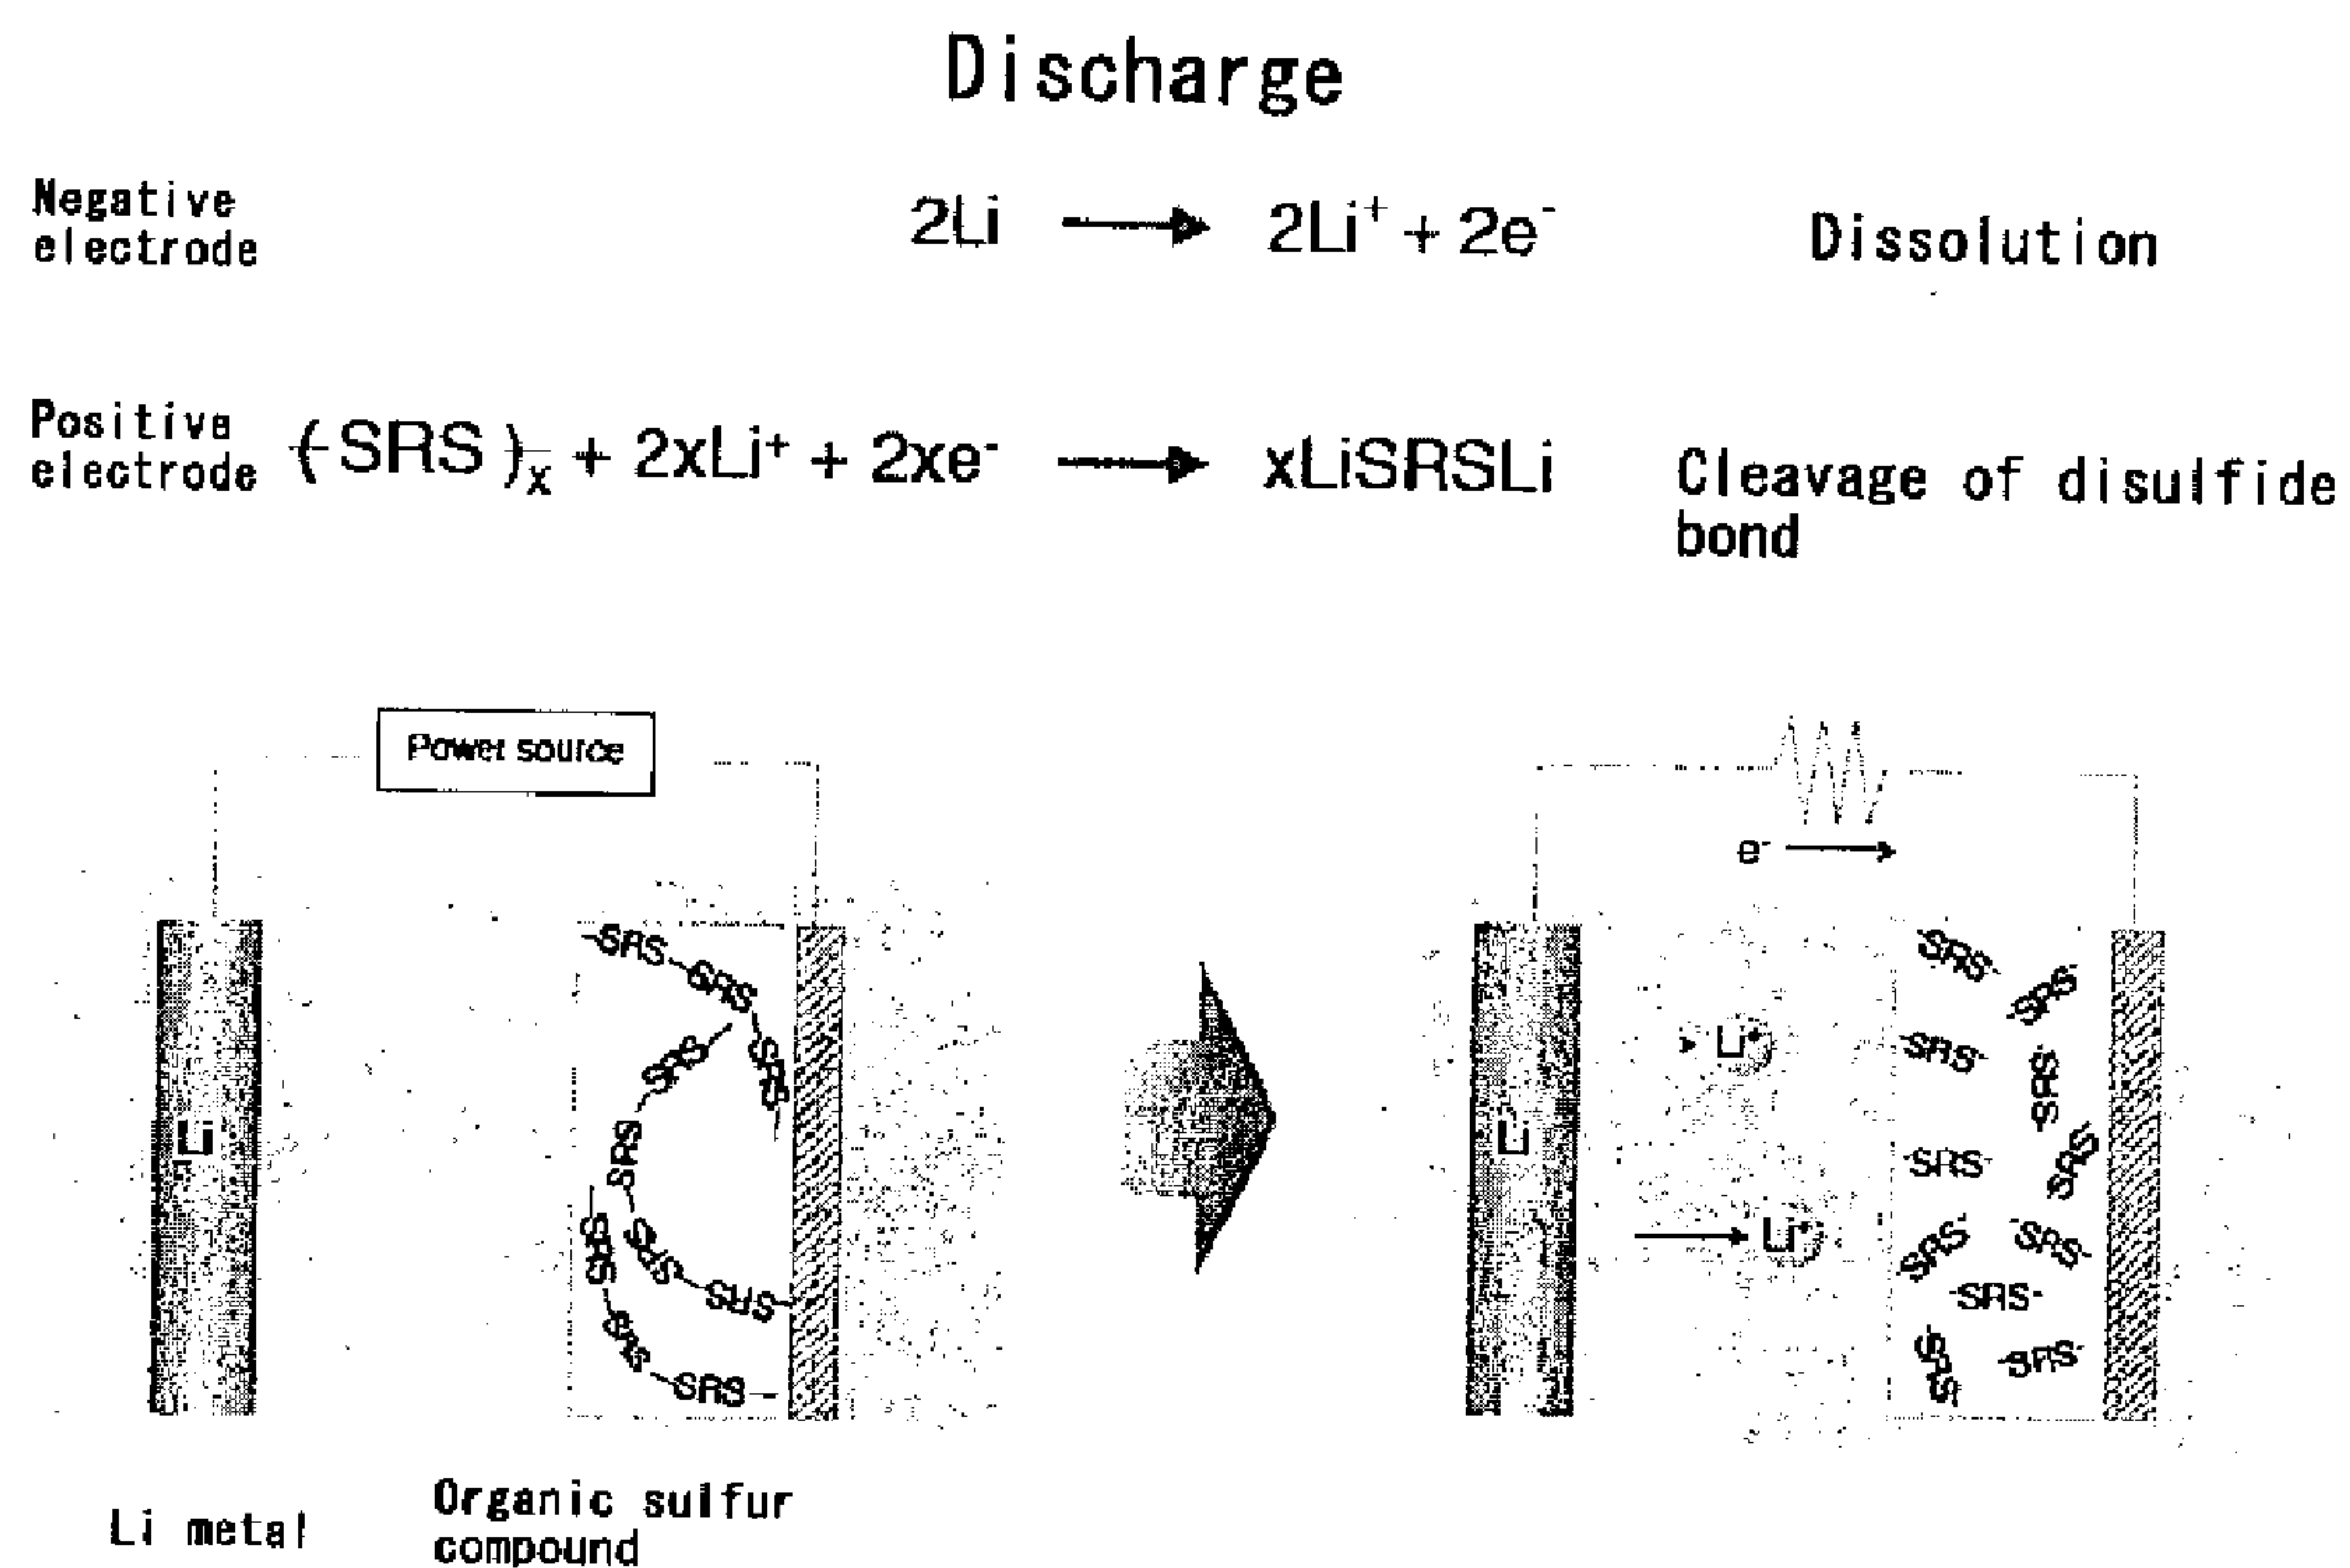 Discharge
Negative
electrode
2Li → 2Li⁺ + 2e⁻
Dissolution
Positive
electrode
(-SRS)x + 2xLi⁺ + 2xe⁻ → xLiSRSLi
Cleavage of disulfide
bond
Power source
e⁻ →
-SRS
SRS
SRS
SRS
SRS
SRS
SRS
SRS
SRS-
Li
Li
Li⁺
Li⁺
SRS⁻
⁻SRS⁻
SRS⁻
⁻SRS⁻
⁻SRS⁻
SRS
SRS⁻
⁻SRS⁻
⁻SRS-
SRS
-SRS⁻
Li metal
Organic sulfur
compound